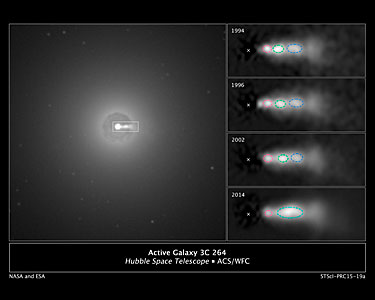 1994
1996
2002
2014
Active Galaxy 3C 264
Hubble Space Telescope • ACS/WFC
NASA and ESA
STScI-PRC15-19a